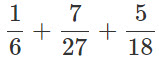 1/6 + 7/27 + 5/18